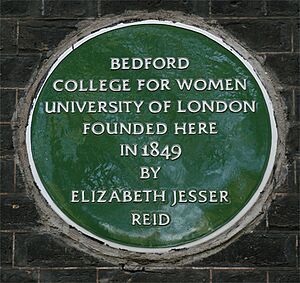 BEDFORD
COLLEGE FOR WOMEN
UNIVERSITY OF LONDON
FOUNDED HERE
IN 1849
BY
ELIZABETH JESSER
REID